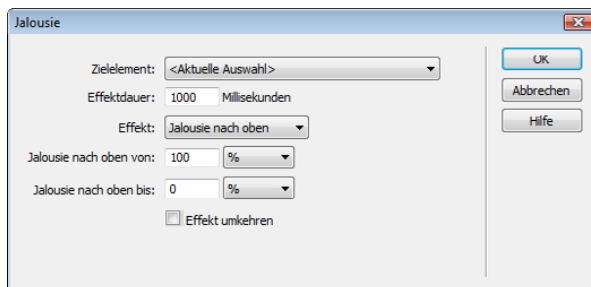 Jalousie
Zielelement: <Aktuelle Auswahl>
Effektdauer: 1000 Millisekunden
Effekt: Jalousie nach oben
Jalousie nach oben von: 100 %
Jalousie nach oben bis: 0 %
Effekt umkehren
OK
Abbrechen
Hilfe